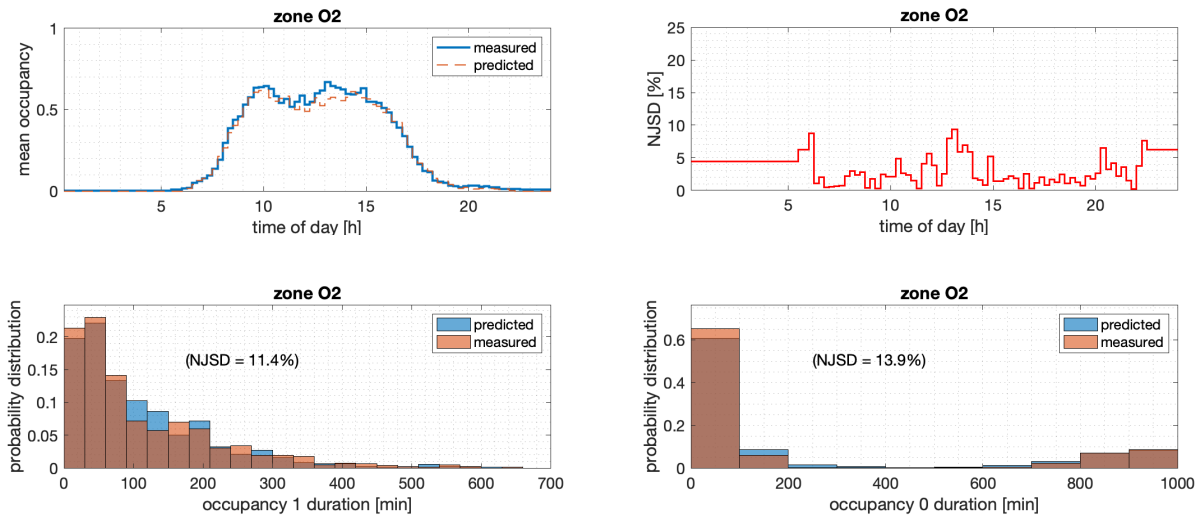 zone O2
1
0.5
0
mean occupancy
measured
predicted
5
10
15
20
time of day [h]
zone O2
25
20
15
10
5
0
NJSD [%]
5
10
15
20
time of day [h]
zone O2
0.2
0.15
0.1
0.05
0
probability distribution
predicted
measured
(NJSD = 11.4%)
0
100
200
300
400
500
600
700
occupancy 1 duration [min]
zone O2
0.6
0.4
0.2
0
probability distribution
predicted
measured
(NJSD = 13.9%)
0
200
400
600
800
1000
occupancy 0 duration [min]